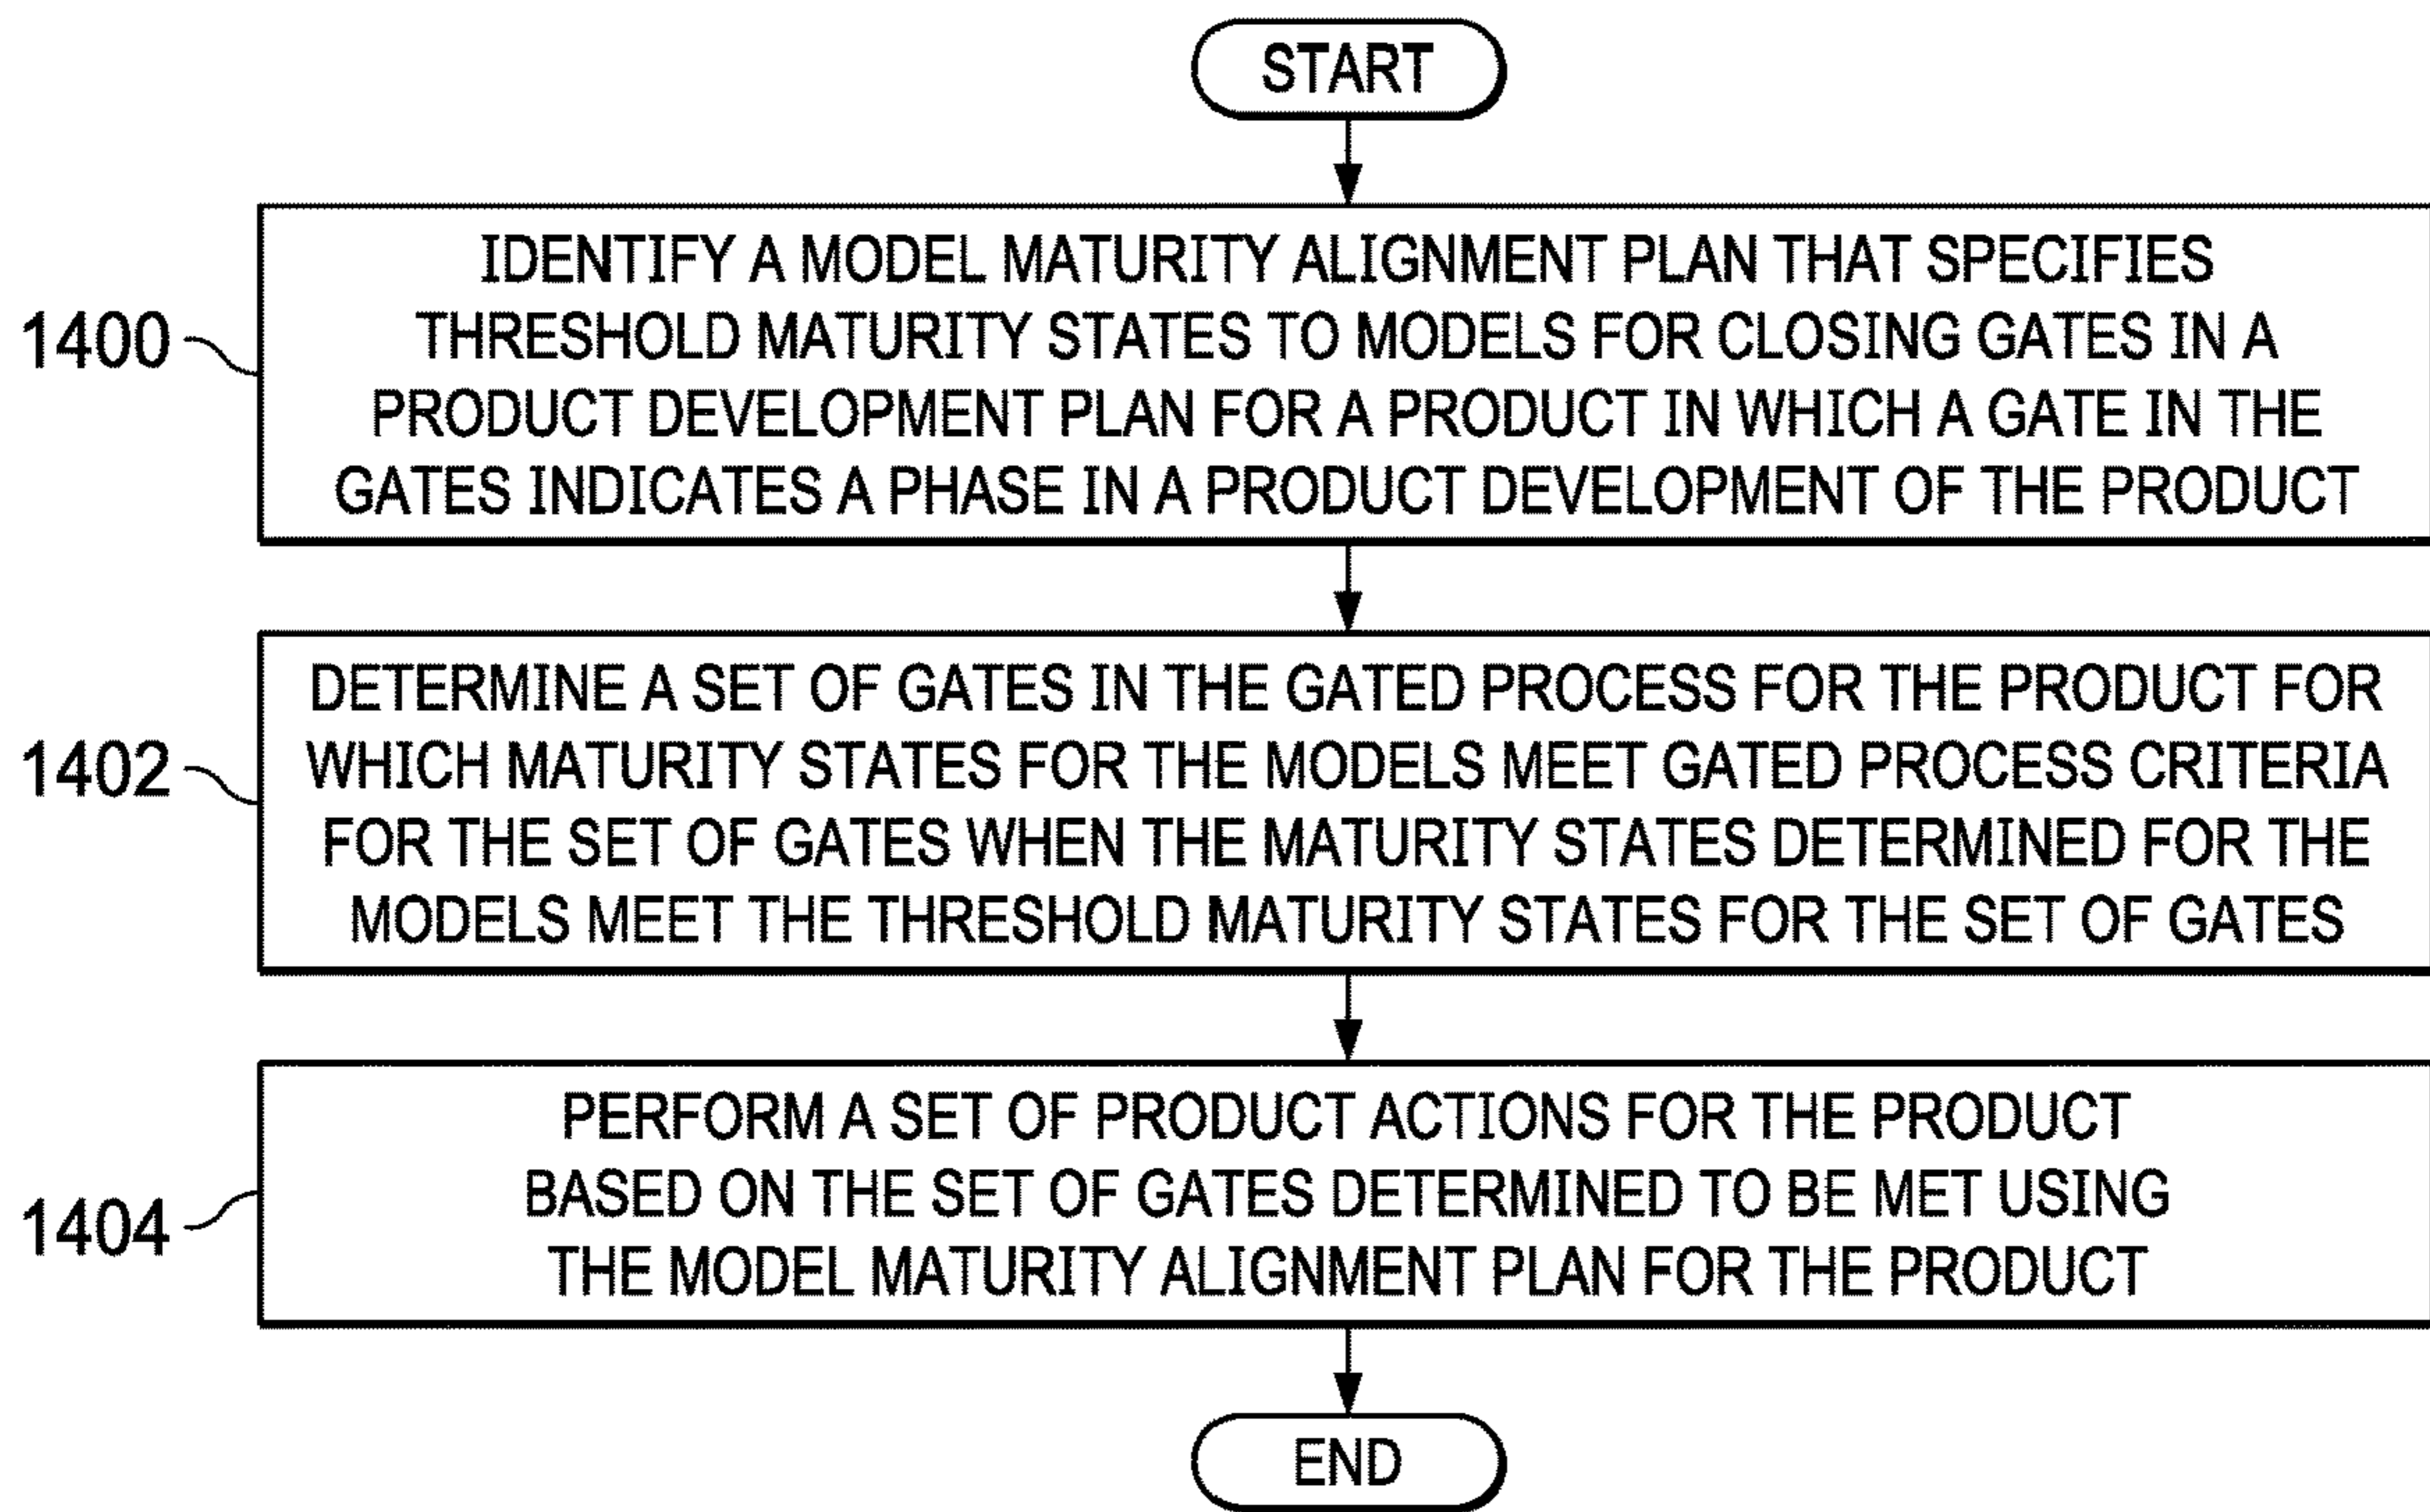 START
IDENTIFY A MODEL MATURITY ALIGNMENT PLAN THAT SPECIFIES
THRESHOLD MATURITY STATES TO MODELS FOR CLOSING GATES IN A
PRODUCT DEVELOPMENT PLAN FOR A PRODUCT IN WHICH A GATE IN THE
GATES INDICATES A PHASE IN A PRODUCT DEVELOPMENT OF THE PRODUCT
1400
DETERMINE A SET OF GATES IN THE GATED PROCESS FOR THE PRODUCT FOR
WHICH MATURITY STATES FOR THE MODELS MEET GATED PROCESS CRITERIA
FOR THE SET OF GATES WHEN THE MATURITY STATES DETERMINED FOR THE
MODELS MEET THE THRESHOLD MATURITY STATES FOR THE SET OF GATES
1402
PERFORM A SET OF PRODUCT ACTIONS FOR THE PRODUCT
BASED ON THE SET OF GATES DETERMINED TO BE MET USING
THE MODEL MATURITY ALIGNMENT PLAN FOR THE PRODUCT
1404
END